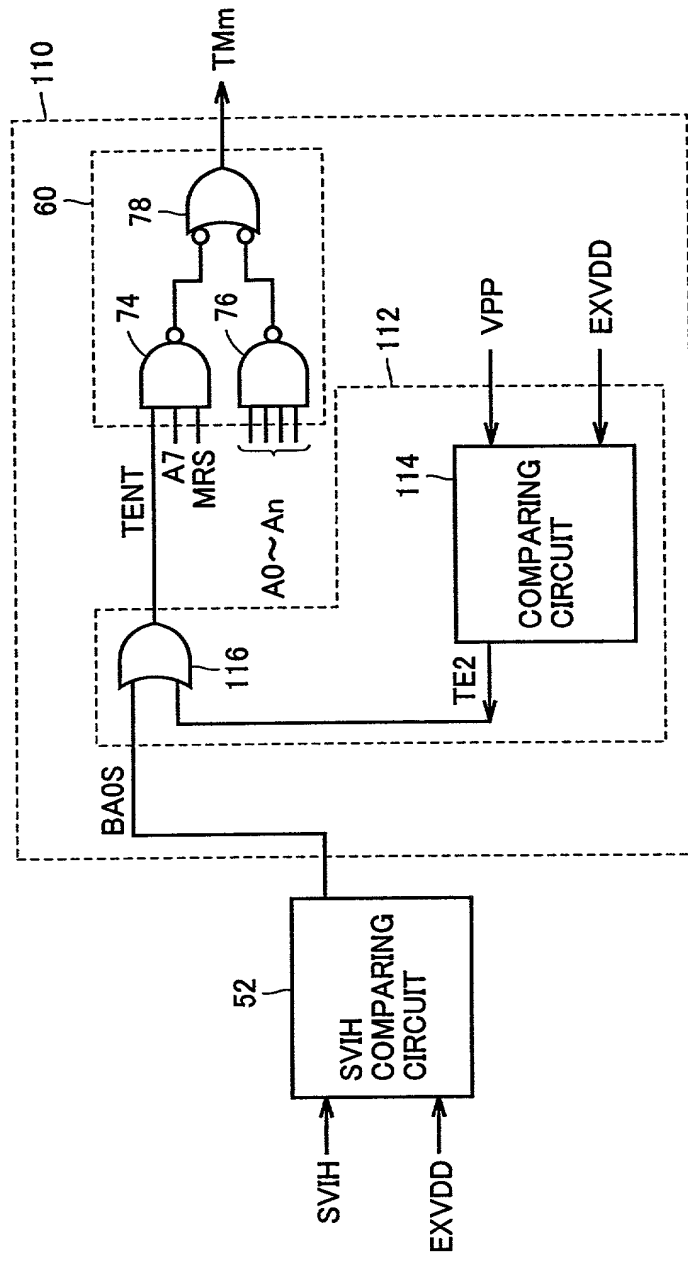 110
60
78
TMm
74
76
TENT
A7
MRS
A0~An
112
VPP
EXVDD
114
COMPARING
CIRCUIT
116
TE2
BA0S
52
SVIH
COMPARING
CIRCUIT
SVIH
EXVDD